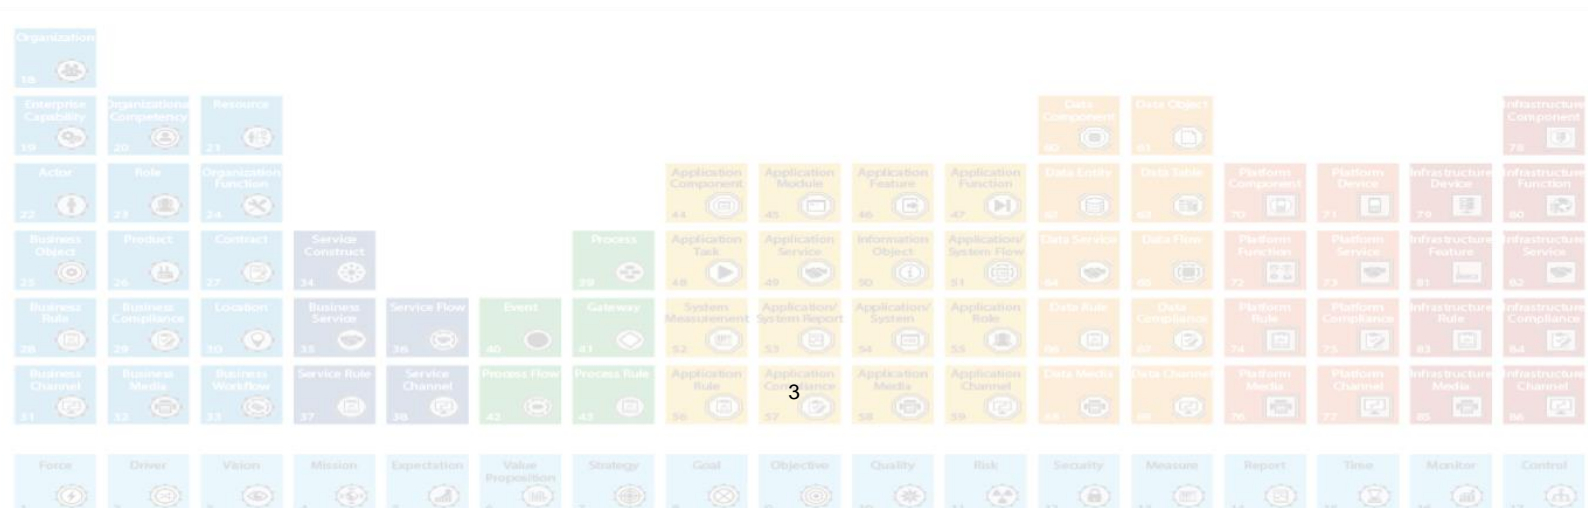 Organization
18
Enterprise Capability
19
Organizationa Competency
20
Resource
21
Data Component
60
Data Object
61
Infrastructure Component
78
Actor
22
Role
23
Organization Function
24
Application Component
44
Application Module
45
Application Feature
46
Application Function
47
Data Entity
62
Data Table
63
Platform Component
70
Platform Device
71
Infrastructure Device
79
Infrastructure Function
80
Business Object
25
Product
26
Contract
27
Service Construct
34
Process
39
Application Task
48
Application Service
49
Information Object
50
Application/ System Flow
51
Data Service
64
Data Flow
65
Platform Function
72
Platform Service
73
Infrastructure Feature
81
Infrastructure Service
82
Business Rule
28
Business Compliance
29
Location
30
Business Service
35
Service Flow
36
Event
40
Gateway
41
System Measurement
52
Application/ System Report
53
Application/ System
54
Application Role
55
Data Rule
66
Data Compliance
67
Platform Rule
74
Platform Compliance
75
Infrastructure Rule
83
Infrastructure Compliance
84
Business Channel
31
Business Media
32
Business Workflow
33
Service Rule
37
Service Channel
38
Process Flow
42
Process Rule
43
Application Rule
56
Application Compliance
57
3
Application Media
58
Application Channel
59
Data Media
Data Channel
Platform Media
76
Platform Channel
77
Infrastructure Media
85
Infrastructure Channel
86
Force
Driver
Vision
Mission
Expectation
Value Proposition
Strategy
Goal
Objective
Quality
Risk
Security
Measure
Report
Time
Monitor
Control